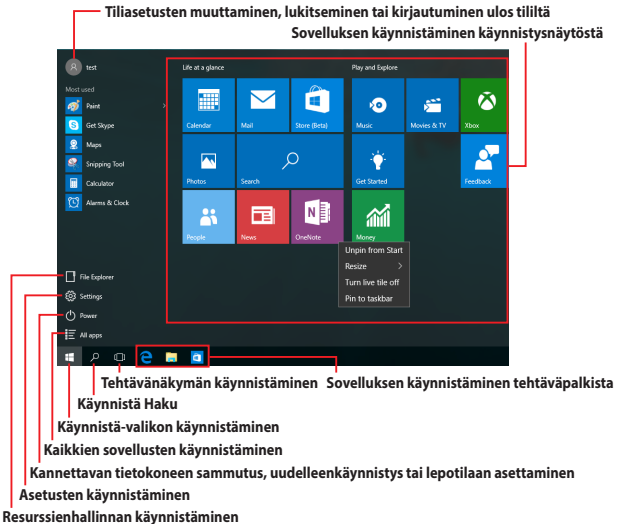 Tiliasetusten muuttaminen, lukitseminen tai kirjautuminen ulos tililtä
Sovelluksen käynnistäminen käynnistysnäytöstä
test
Life at a glance
Play and Explore
Most used
Paint
Get Skype
Maps
Snipping Tool
Calculator
Alarms & Clock
Calendar
Mail
Store (Beta)
Music
Movies & TV
Xbox
Photos
Search
Get Started
Feedback
People
News
OneNote
Money
Unpin from Start
Resize
Turn live tile off
Pin to taskbar
File Explorer
Settings
Power
All apps
Tehtävänäkymän käynnistäminen
Sovelluksen käynnistäminen tehtäväpalkista
Käynnistä Haku
Käynnistä-valikon käynnistäminen
Kaikkien sovellusten käynnistäminen
Kannettavan tietokoneen sammutus, uudelleenkäynnistys tai lepotilaan asettaminen
Asetusten käynnistäminen
Resurssienhallinnan käynnistäminen